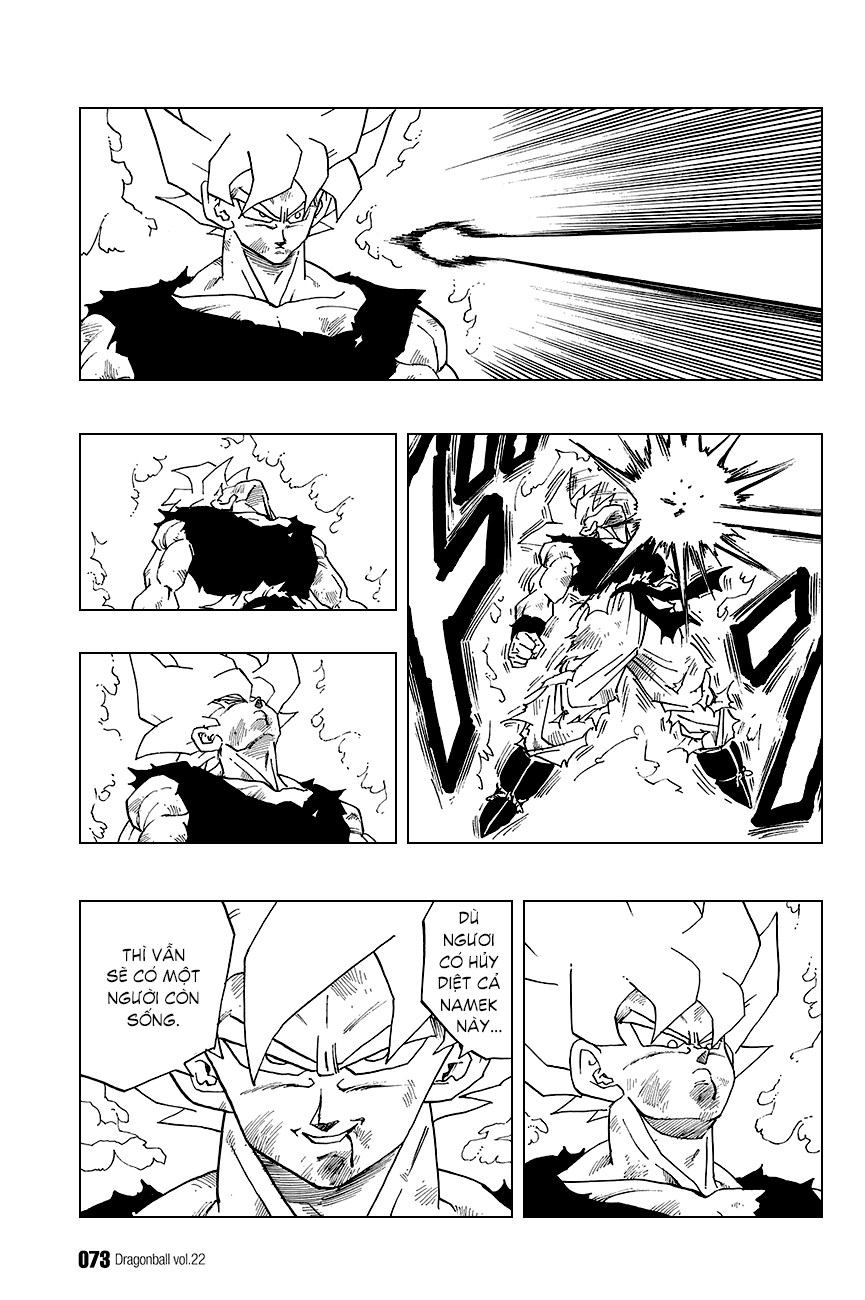 DÙ
NGƯƠI
CÓ HỦY
DIỆT CẢ
NAMEK
NÀY...
THÌ VẪN
SẼ CÓ MỘT
NGƯỜI CÒN
SỐNG.
073 Dragonball vol.22